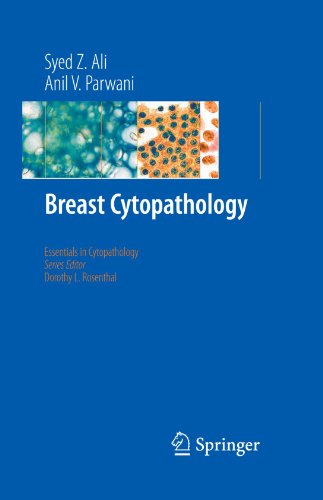 Syed Z. Ali
Anil V. Parwani
Breast Cytopathology
Essentials in Cytopathology
Series Editor
Dorothy L. Rosenthal
Springer